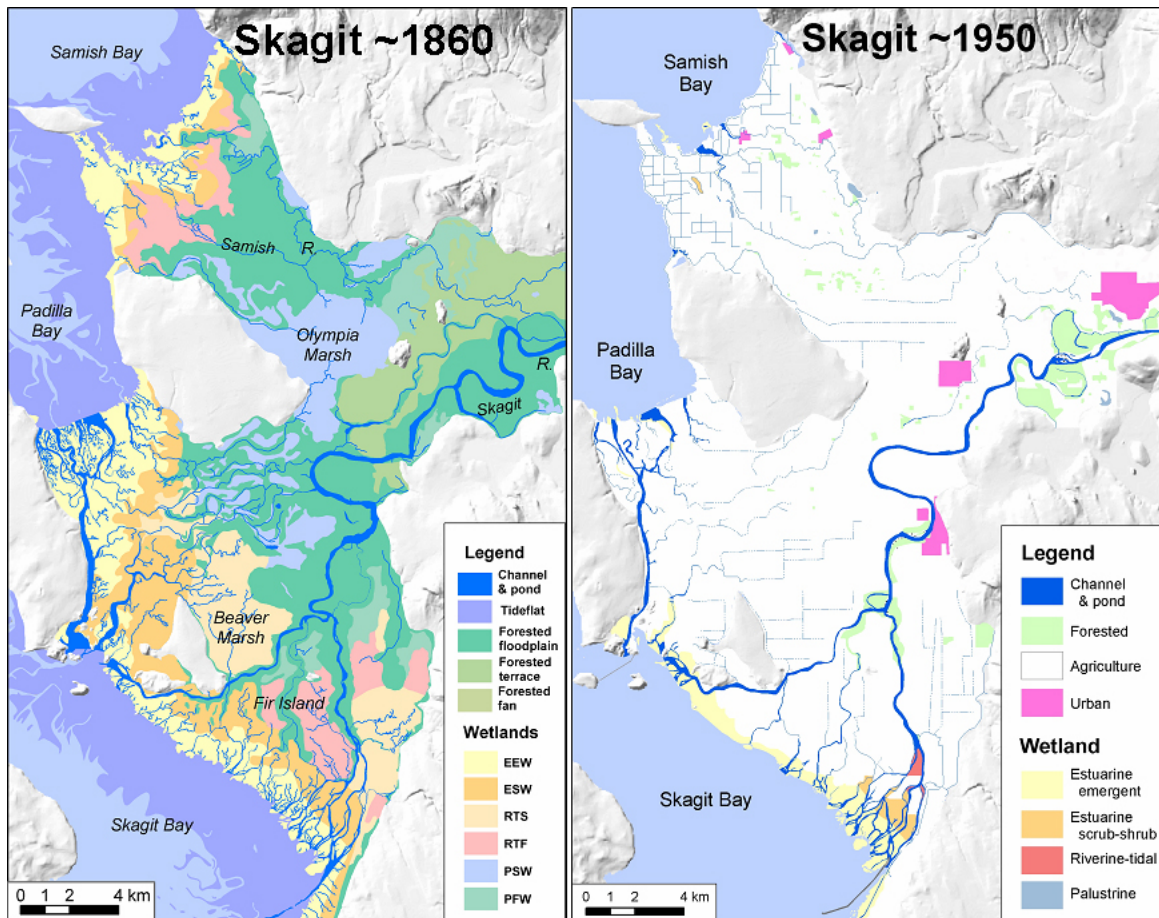 Skagit ~1860
Samish Bay
Samish
R.
Padilla
Bay
Olympia
Marsh
R.
Skagit
Beaver
Marsh
Fir Island
Skagit Bay
Legend
Channel
& pond
Tideflat
Forested
floodplain
Forested
terrace
Forested
fan
Wetlands
EEW
ESW
RTS
RTF
PSW
PFW
0 2 4 km
Skagit ~1950
Samish
Bay
Padilla
Bay
Skagit Bay
Legend
Channel
& pond
Forested
Agriculture
Urban
Wetland
Estuarine
emergent
Estuarine
scrub-shrub
Riverine-tidal
Palustrine
0 2 4 km